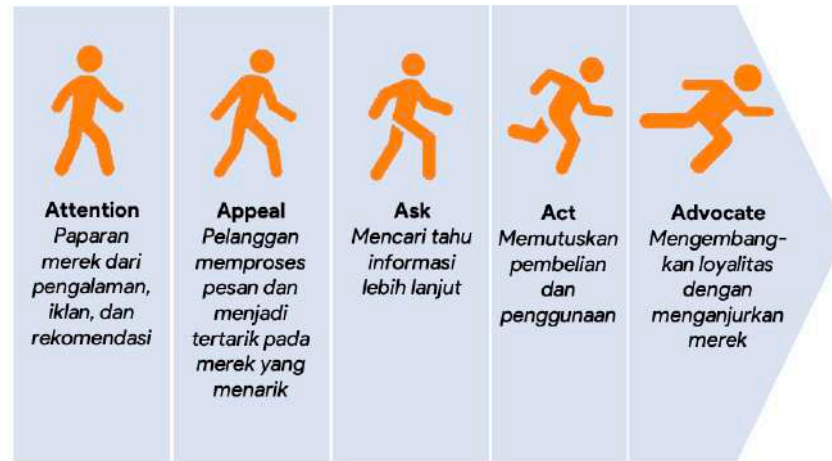 Attention
Paparan
merek dari
pengalaman,
iklan, dan
rekomendasi
Appeal
Pelanggan
memproses
pesan dan
menjadi
tertarik pada
merek yang
menarik
Ask
Mencari tahu
informasi
lebih lanjut
Act
Memutuskan
pembelian
dan
penggunaan
Advocate
Mengembang-
kan loyalitas
dengan
menganjurkan
merek